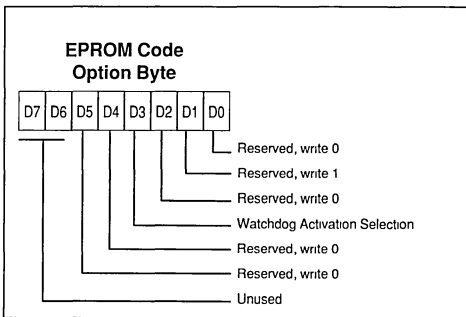 EPROM Code
Option Byte
D7 D6 D5 D4 D3 D2 D1 D0
Reserved, write 0
Reserved, write 1
Reserved, write 0
Watchdog Activation Selection
Reserved, write 0
Reserved, write 0
Unused